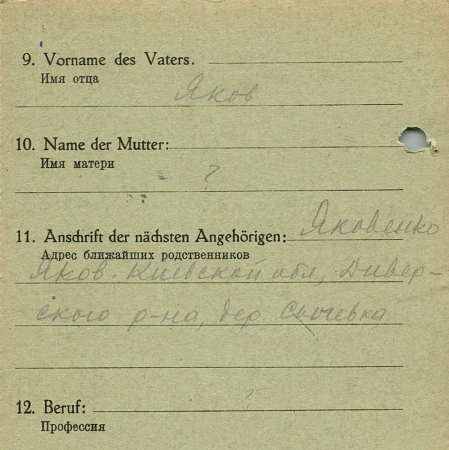 9. Vorname des Vaters.
Имя отца
Яков
10. Name der Mutter:
Имя матери
?
11. Anschrift der nächsten Angehörigen: Яковенко
Адрес ближайших родственников
Яков. Киевской обл, Дивер-
ского р-на, дер. Сычевка
12. Beruf: ?
Профессия